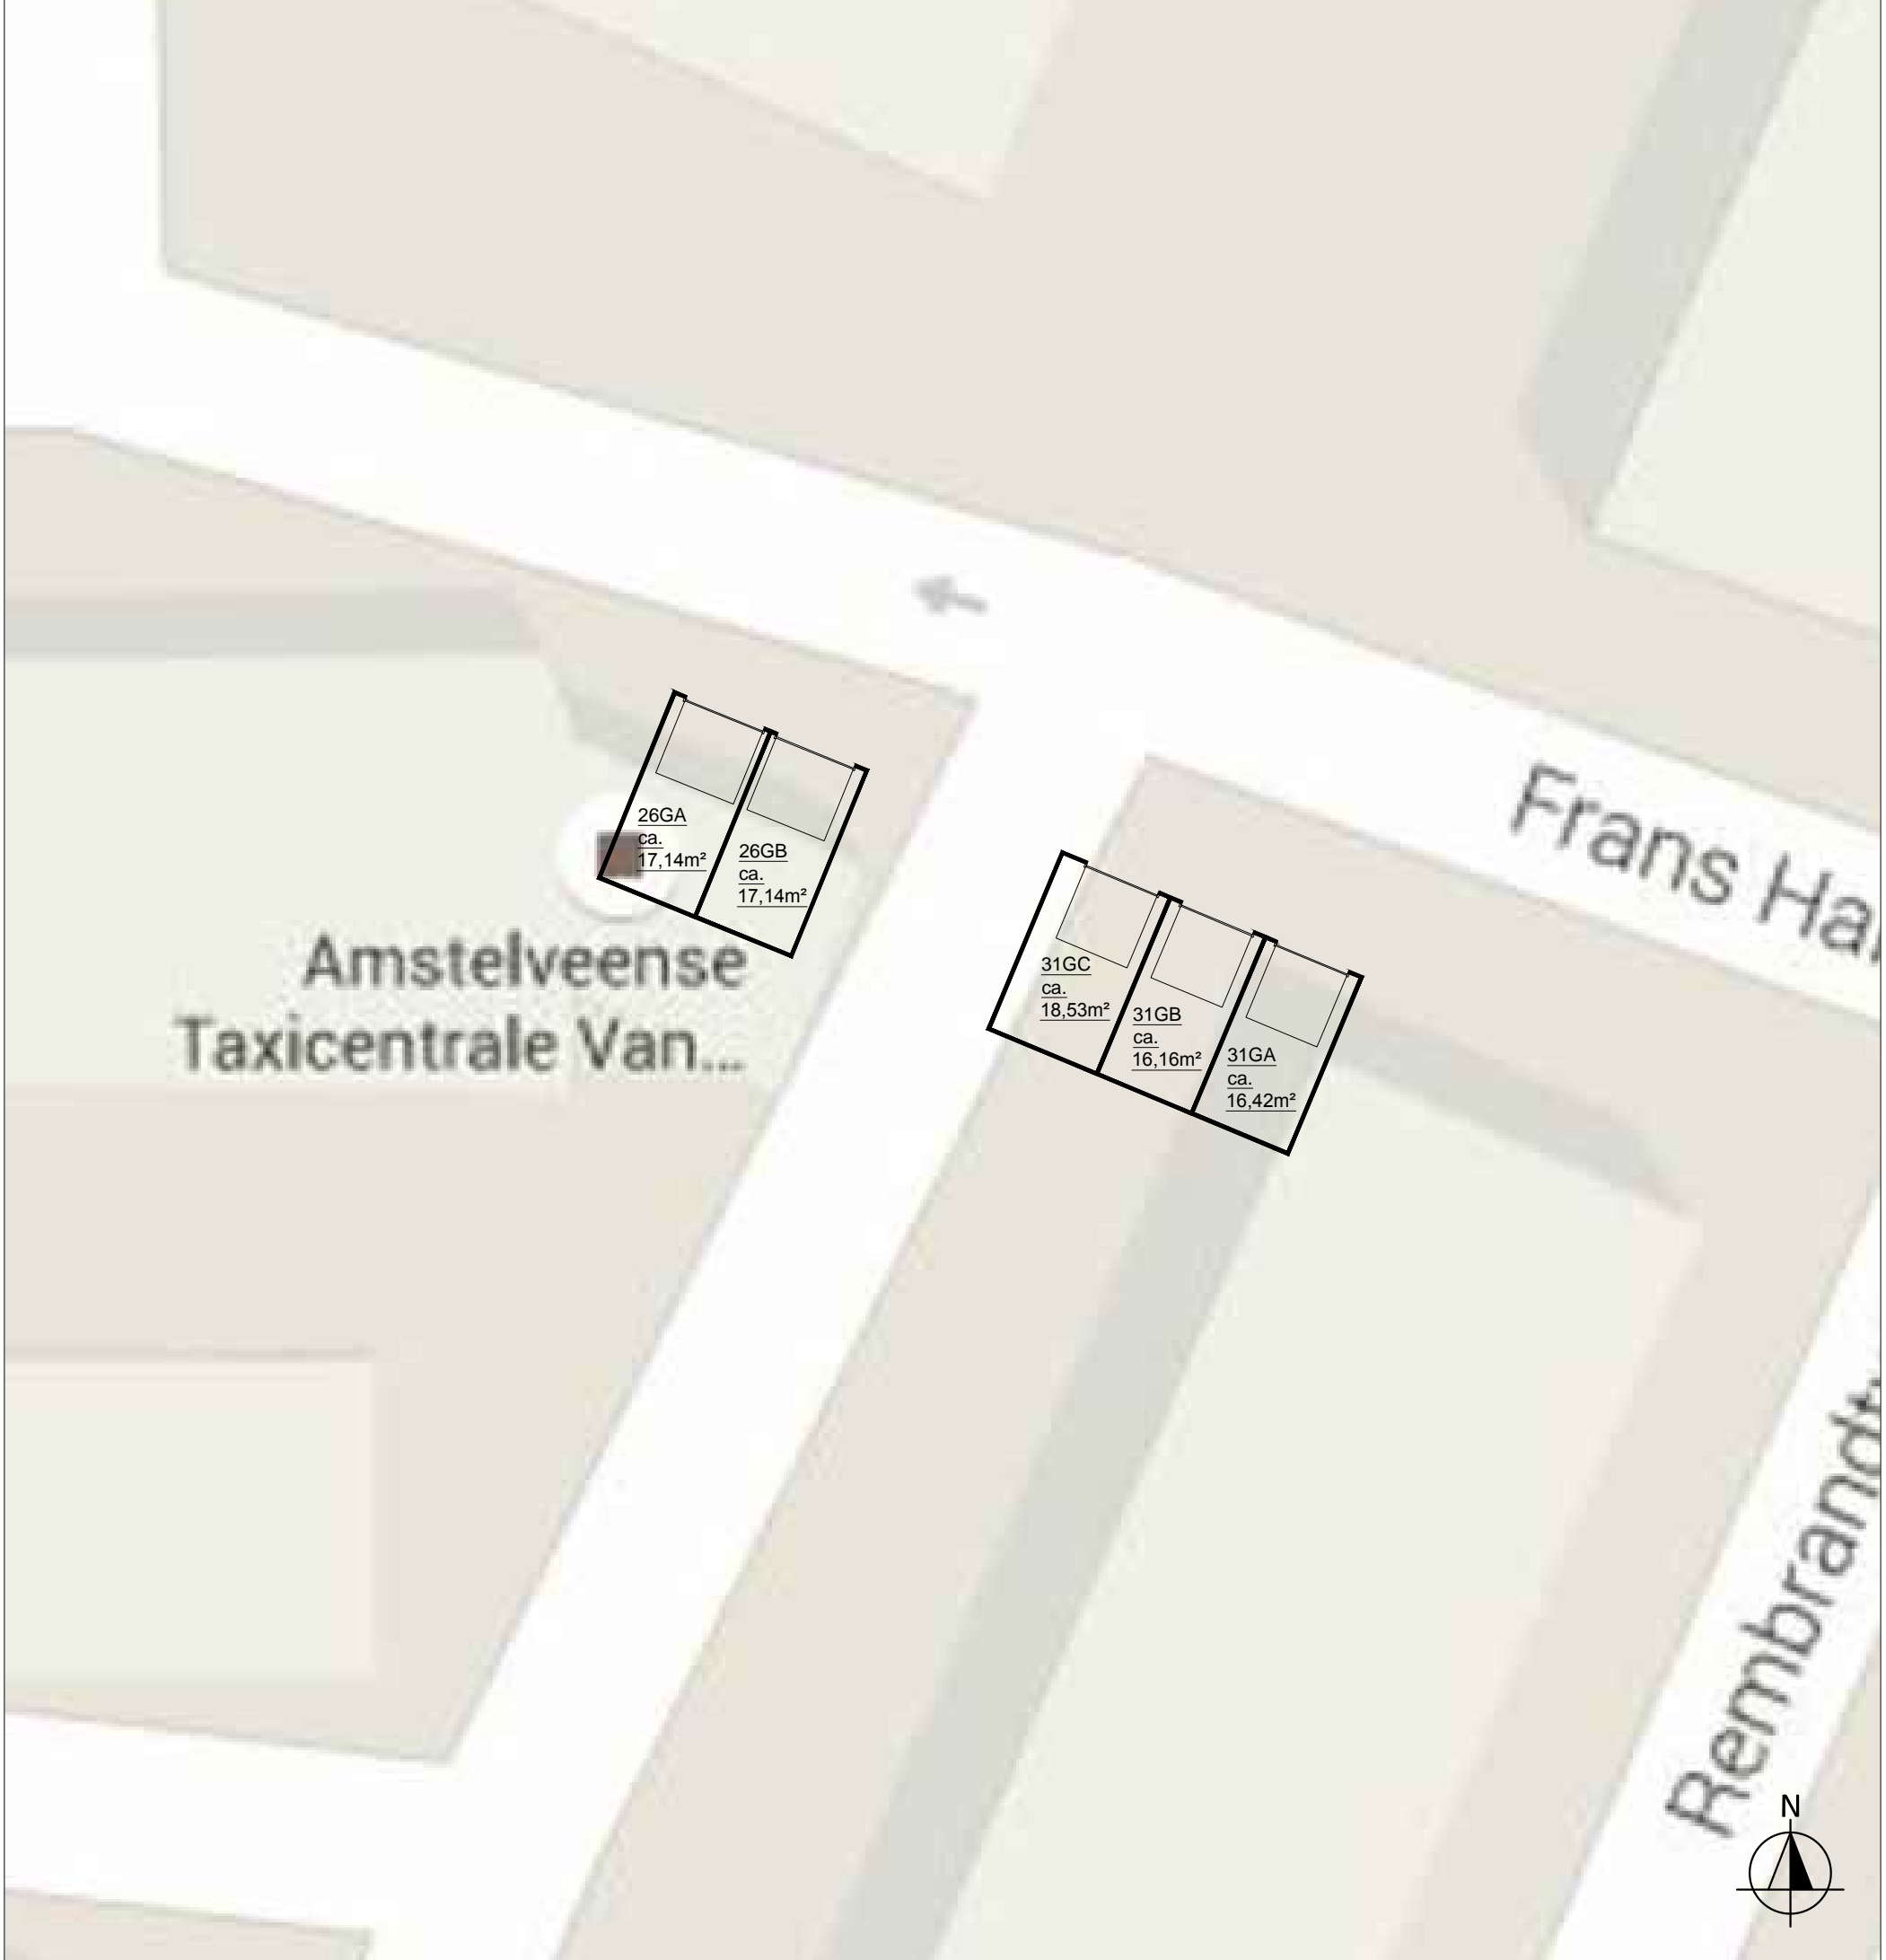 Frans Ha
26GA
ca.
17,14m²
26GB
ca.
17,14m²
Amstelveense
Taxicentrale Van...
31GC
ca.
18,53m²
31GB
ca.
16,16m²
31GA
ca.
16,42m²
Rembrandt
N